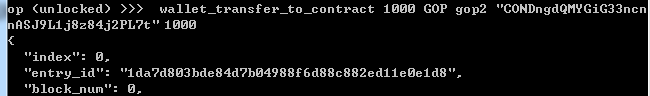 op (unlocked) >>> wallet_transfer_to_contract 1000 GOP gop2 "CONDngdQMYGiG33ncn
nASJ9L1j8z84j2PL7t" 1000
{
"index": 0,
"entry_id": "1da7d803bde84d7b04988f6d88c882ed11e0e1d8",
"block_num": 0,